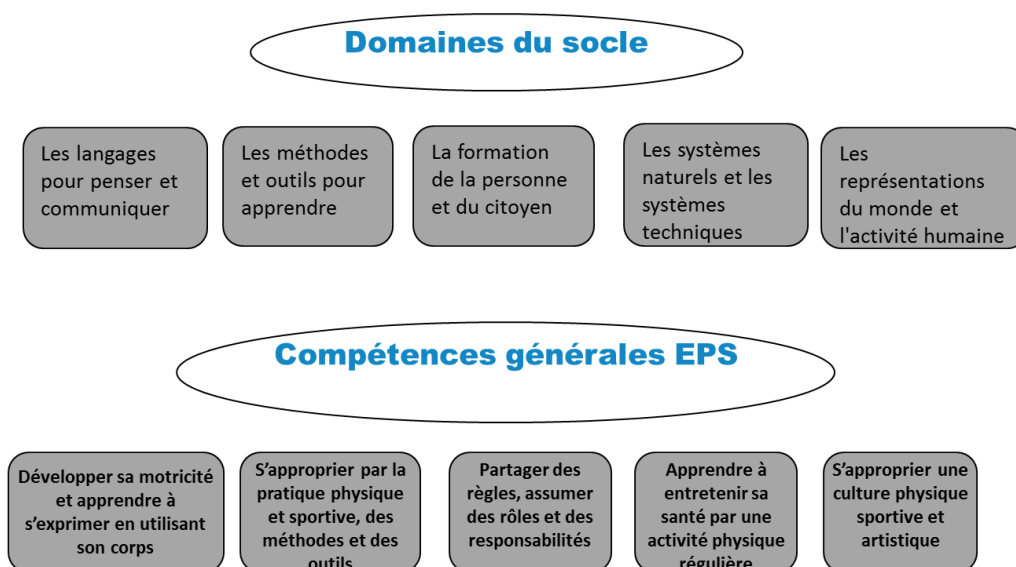 Domaines du socle
Les langages
pour penser et
communiquer
Les méthodes
et outils pour
apprendre
La formation
de la personne
et du citoyen
Les systèmes
naturels et les
systèmes
techniques
Les
représentations
du monde et
l'activité humaine
Compétences générales EPS
Développer sa motricité
et apprendre à
s’exprimer en utilisant
son corps
S’approprier par la
pratique physique
et sportive, des
méthodes et des
outils
Partager des
règles, assumer
des rôles et des
responsabilités
Apprendre à
entretenir sa
santé par une
activité physique
régulière
S’approprier une
culture physique
sportive et
artistique